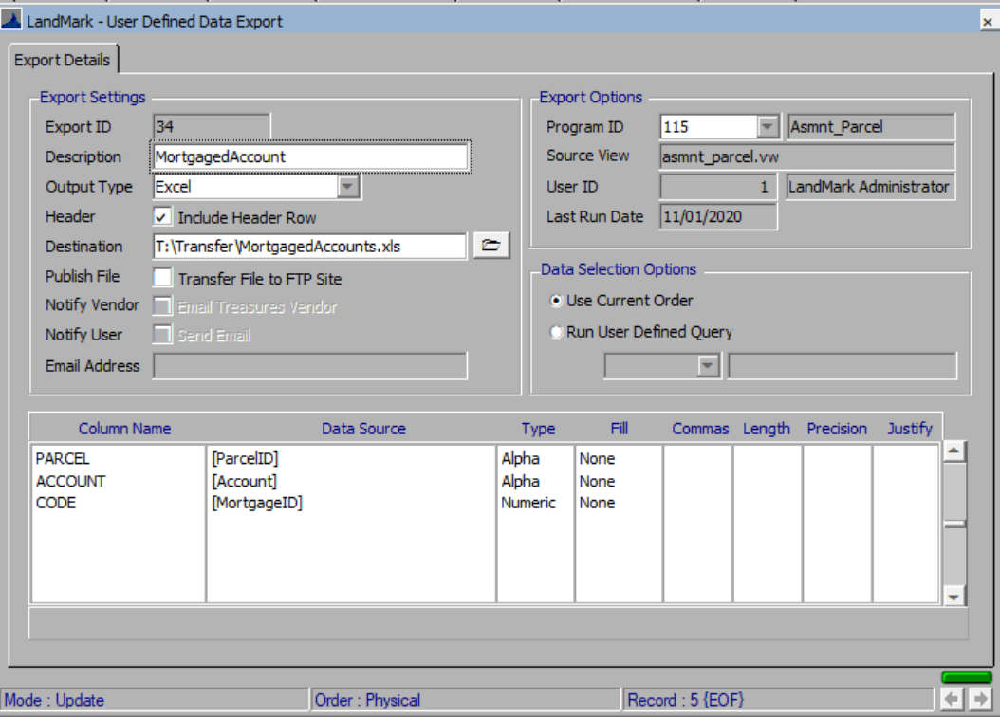 LandMark - User Defined Data Export
Export Details
Export Settings
Export ID 34
Description MortgagedAccount
Output Type Excel
Header Include Header Row
Destination T:\Transfer\MortgagedAccounts.xls
Publish File Transfer File to FTP Site
Notify Vendor Email Treasures Vendor
Notify User Send Email
Email Address
Export Options
Program ID 115 Asmnt_Parcel
Source View asmnt_parcel.vw
User ID 1 LandMark Administrator
Last Run Date 11/01/2020
Data Selection Options
Use Current Order
Run User Defined Query
Column Name Data Source Type Fill Commas Length Precision Justify
PARCEL [ParcelID] Alpha None
ACCOUNT [Account] Alpha None
CODE [MortgageID] Numeric None
Mode : Update Order : Physical Record : 5 {EOF}